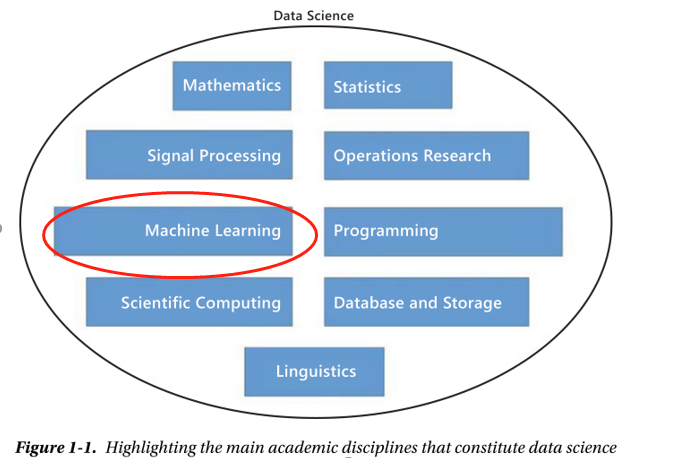 Data Science
Mathematics
Statistics
Signal Processing
Operations Research
Machine Learning
Programming
Scientific Computing
Database and Storage
Linguistics
Figure 1-1. Highlighting the main academic disciplines that constitute data science